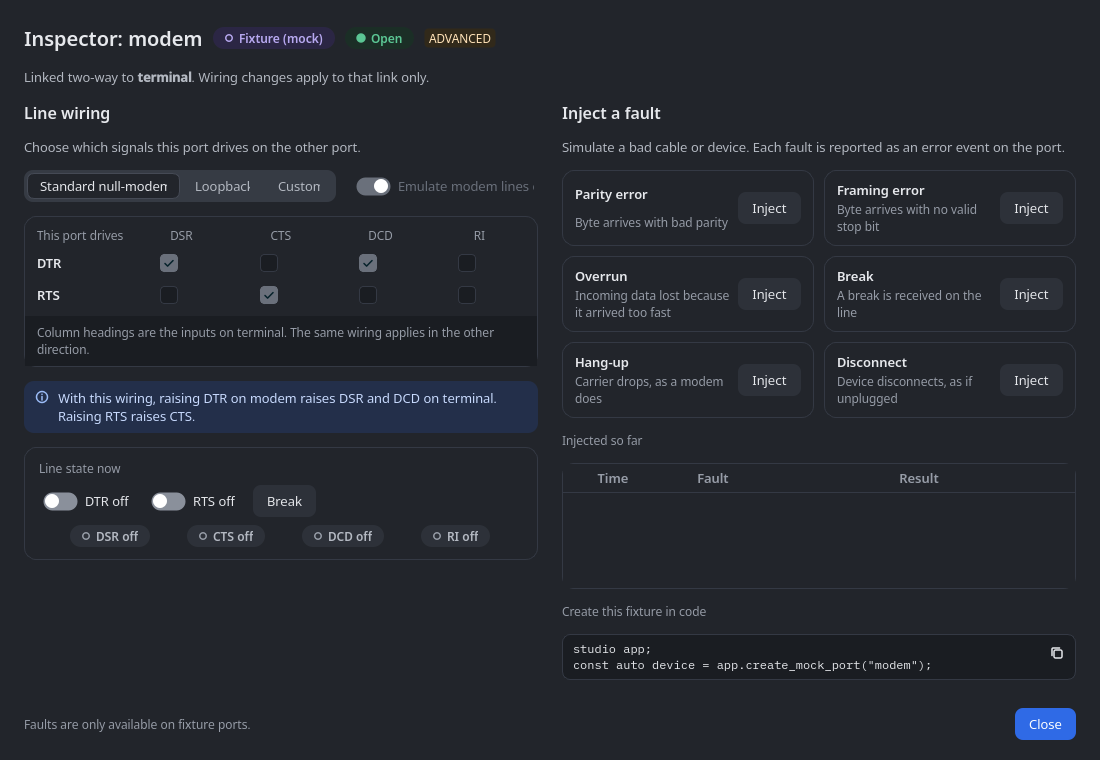 Inspector: modem
Fixture (mock)
Open
ADVANCED
Linked two-way to terminal. Wiring changes apply to that link only.
Line wiring
Choose which signals this port drives on the other port.
Standard null-modem
Loopback
Custom
Emulate modem lines
This port drives
DSR
CTS
DCD
RI
DTR
RTS
Column headings are the inputs on terminal. The same wiring applies in the other
direction.
With this wiring, raising DTR on modem raises DSR and DCD on terminal.
Raising RTS raises CTS.
Line state now
DTR off
RTS off
Break
DSR off
CTS off
DCD off
RI off
Inject a fault
Simulate a bad cable or device. Each fault is reported as an error event on the port.
Parity error
Byte arrives with bad parity
Inject
Framing error
Byte arrives with no valid
stop bit
Inject
Overrun
Incoming data lost because
it arrived too fast
Inject
Break
A break is received on the
line
Inject
Hang-up
Carrier drops, as a modem
does
Inject
Disconnect
Device disconnects, as if
unplugged
Inject
Injected so far
Time
Fault
Result
Create this fixture in code
studio app;
const auto device = app.create_mock_port("modem");
Faults are only available on fixture ports.
Close